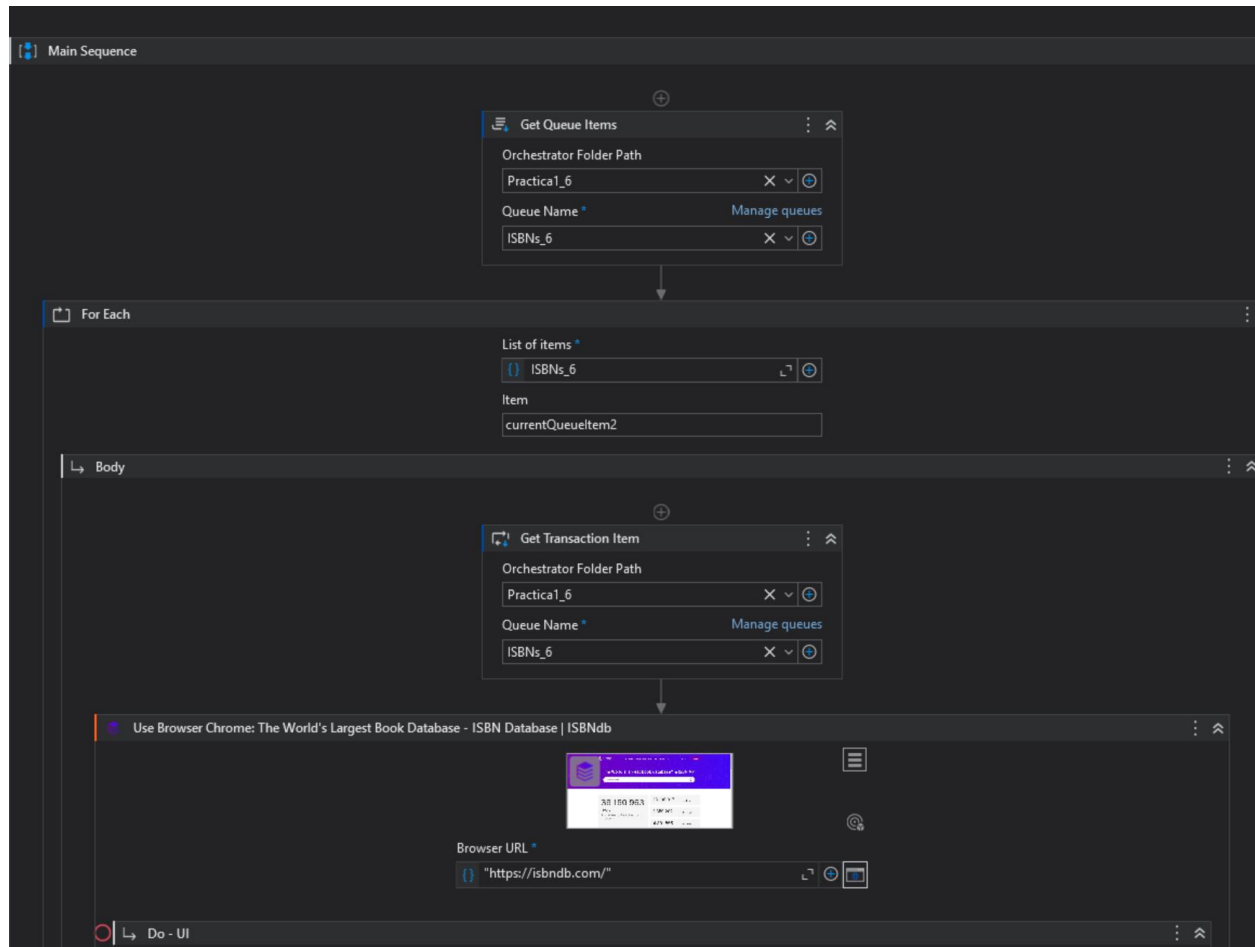 Main Sequence
Get Queue Items
Orchestrator Folder Path
Practica1_6
Queue Name *
Manage queues
ISBNs_6
For Each
List of items *
{} ISBNs_6
Item
currentQueueItem2
Body
Get Transaction Item
Orchestrator Folder Path
Practica1_6
Queue Name *
Manage queues
ISBNs_6
Use Browser Chrome: The World's Largest Book Database - ISBN Database | ISBNdb
Browser URL *
{} "https://isbndb.com/"
Do - UI